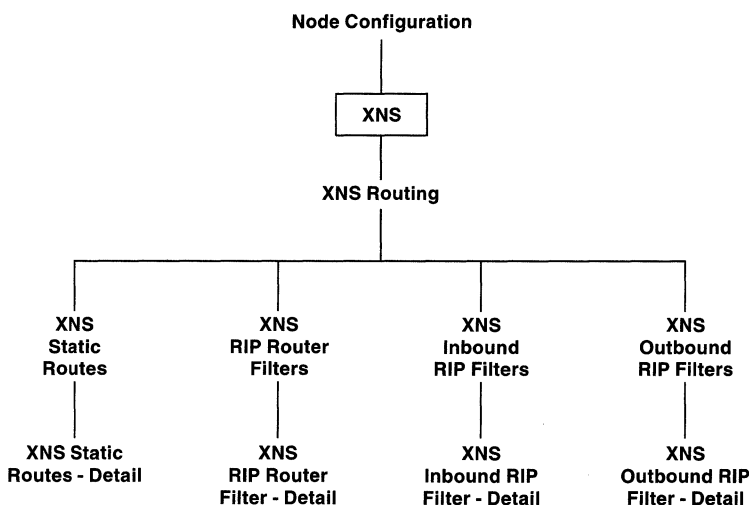 Node Configuration
XNS
XNS Routing
XNS
Static
Routes
XNS
RIP Router
Filters
XNS
Inbound
RIP Filters
XNS
Outbound
RIP Filters
XNS Static
Routes - Detail
XNS
RIP Router
Filter - Detail
XNS
Inbound RIP
Filter - Detail
XNS
Outbound RIP
Filter - Detail